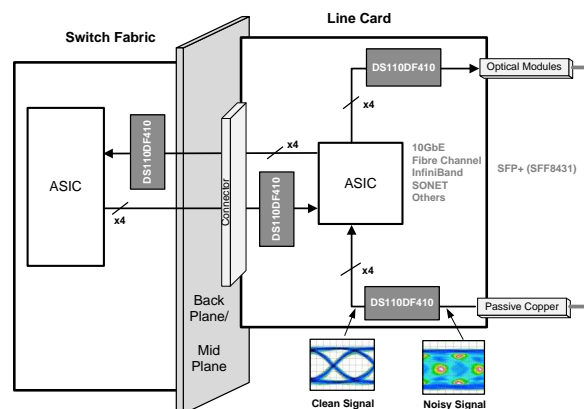 Line Card
Switch Fabric
DS110DF410
Optical Modules
x4
x4
10GbE
Fibre Channel
InfiniBand
SONET
Others
SFP+ (SFF8431)
DS110DF410
ASIC
ASIC
Connector
DS110DF410
x4
x4
Back
Plane/
Mid
Plane
DS110DF410
Passive Copper
Clean Signal
Noisy Signal